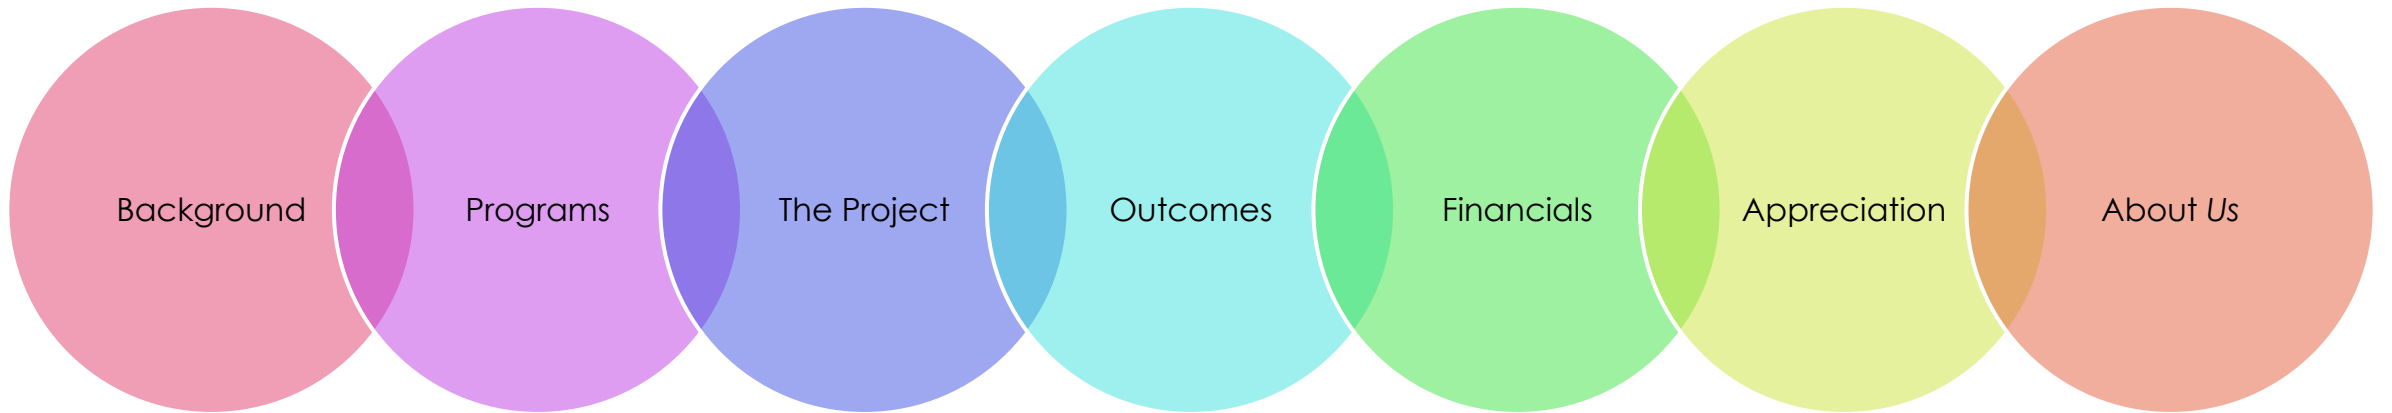 Background
Programs
The Project
Outcomes
Financials
Appreciation
About Us